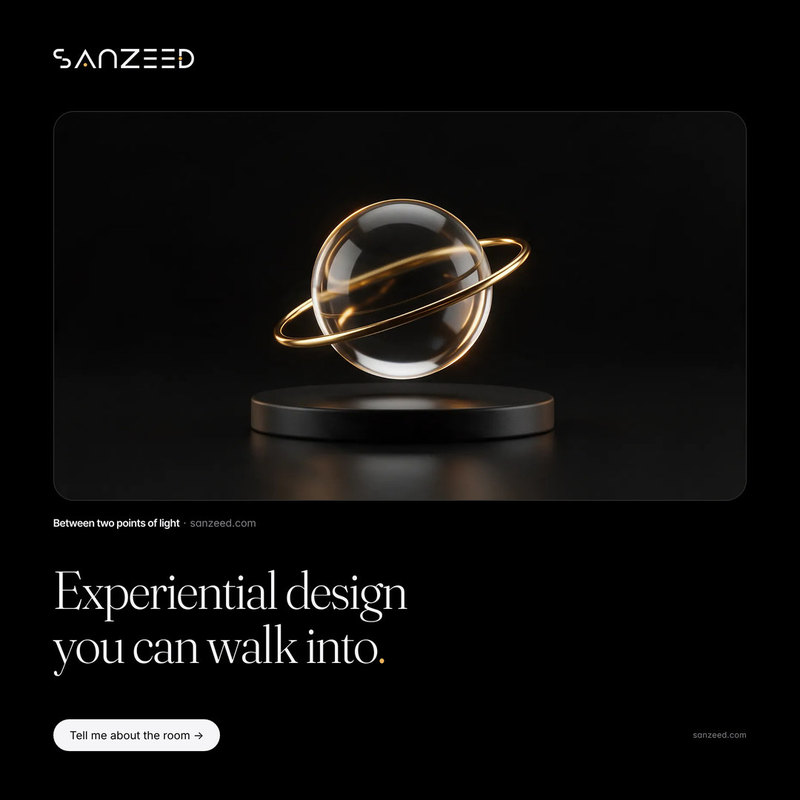 SANZEED
Between two points of light · sanzeed.com
Experiential design
you can walk into.
Tell me about the room →
sanzeed.com